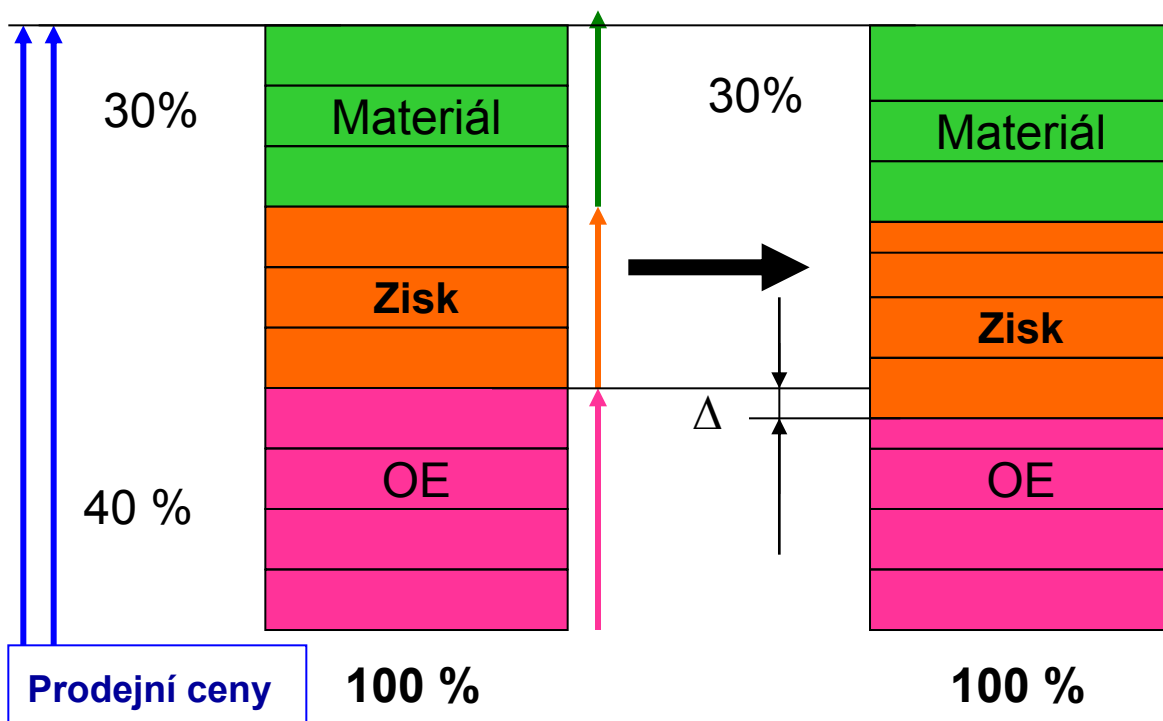 30%
Materiál
30%
Materiál
Zisk
Zisk
Δ
40 %
OE
OE
Prodejní ceny
100 %
100 %